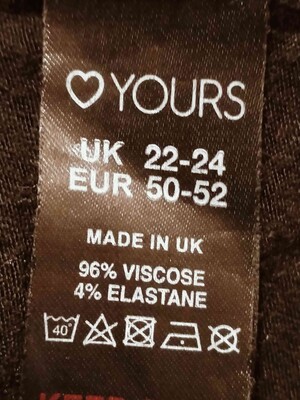 YOURS
UK 22-24
EUR 50-52
MADE IN UK
96% VISCOSE
4% ELASTANE
40°